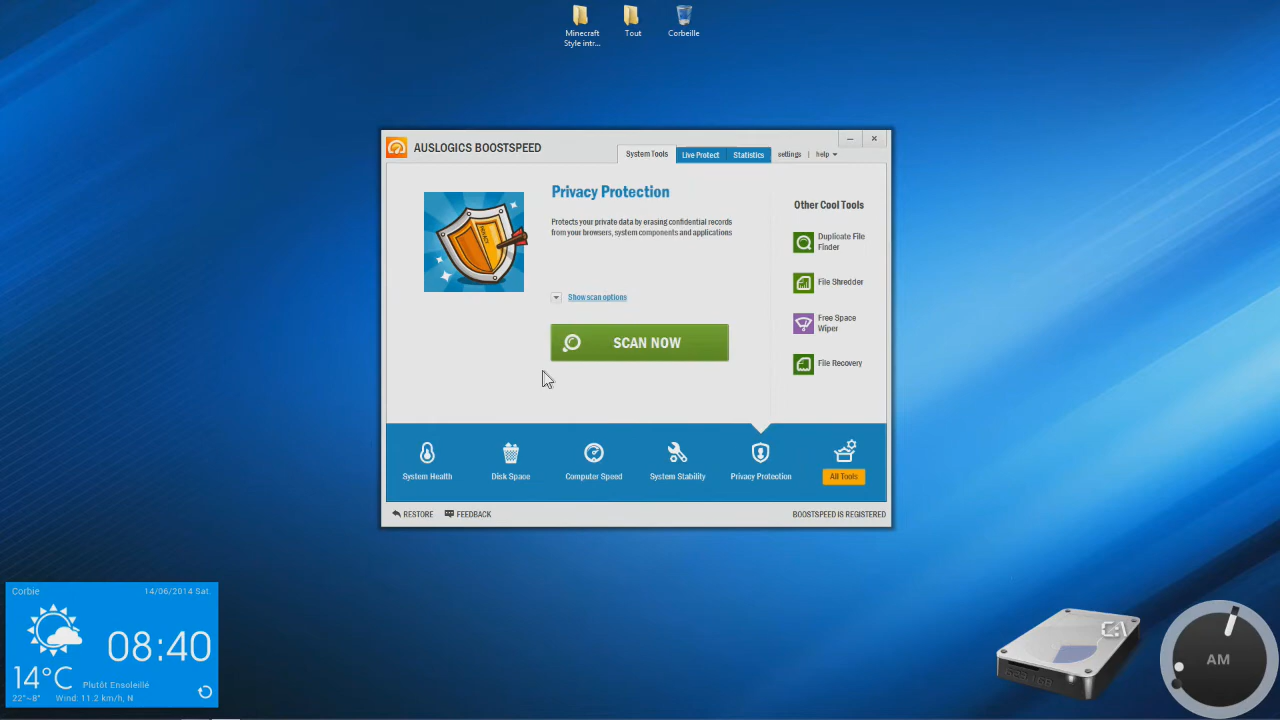 Minecraft
Style intr...
Tout
Corbeille
AUSLOGICS BOOSTSPEED
System Tools
Live Protect
Statistics
settings
help
Privacy Protection
Protects your private data by erasing confidential records
from your browsers, system components and applications
PRIVACY
Show scan options
SCAN NOW
Other Cool Tools
Duplicate File
Finder
File Shredder
Free Space
Wiper
File Recovery
System Health
Disk Space
Computer Speed
System Stability
Privacy Protection
All Tools
RESTORE
FEEDBACK
BOOSTSPEED IS REGISTERED
Corbie
14/06/2014 Sat.
08:40
14°C
Plutôt Ensoleillé
22°~8°
Wind: 11.2 km/h, N
C:\
AM